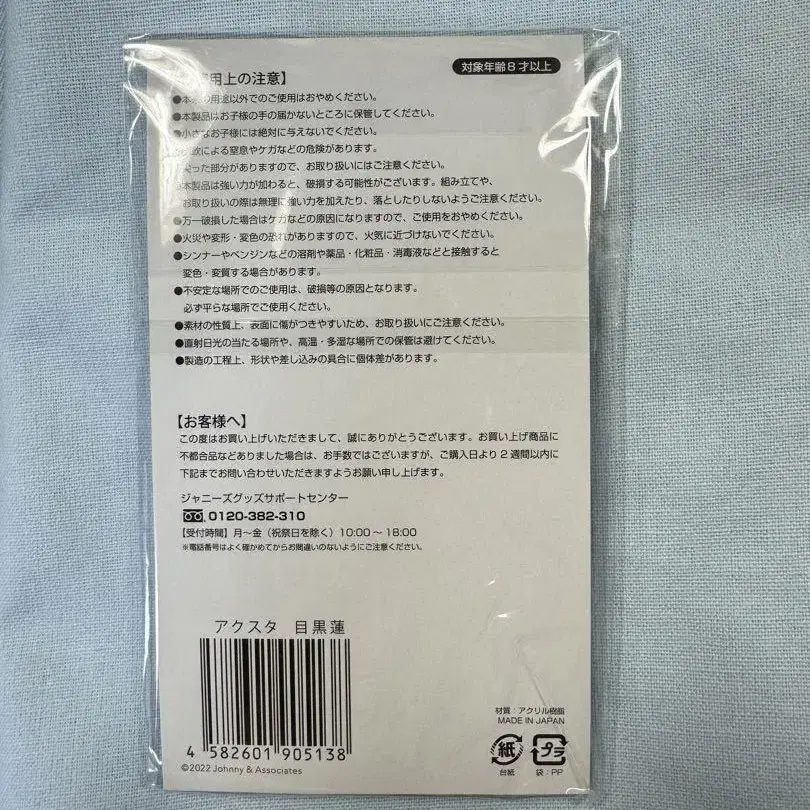 対象年齢8才以上
用上の注意】
●本 の用途以外でのご使用はおやめください。
●本製品はお子様の手の届かないところに保管してください。
●小さなお子様には絶対に与えないでください。
飲による窒息やケガなどの危険があります。
った部分がありますので、お取り扱いにはご注意ください。
本製品は強い力が加わると、破損する可能性がございます。組み立てや、
お取り扱いの際は無理に強い力を加えたり、落としたりしないようご注意ください。
●万一破損した場合はケガなどの原因になりますので、ご使用をおやめください。
●火災や変形・変色の恐れがありますので、火気に近づけないでください。
●シンナーやベンジンなどの溶剤や薬品・化粧品・消毒液などと接触すると
変色・変質する場合があります。
●不安定な場所でのご使用は、破損等の原因となります。
必ず平らな場所でご使用ください。
●素材の性質上、表面に傷がつきやすいため、お取り扱いにご注意ください。
●直射日光の当たる場所や、高温・多湿な場所での保管は避けてください。
●製造の工程上、形状や差し込みの具合に個体差があります。
【お客様へ】
この度はお買い上げいただきまして、誠にありがとうございます。お買い上げ商品に
不都合品などありました場合は、お手数ではございますが、ご購入日より2週間以内に
下記までお問い合わせいただきますようお願い申し上げます。
ジャニーズグッズサポートセンター
0120-382-310
【受付時間】月〜金（祝祭日を除く）10:00〜18:00
※電話番号はよく確かめてからお間違いのないようにご注意ください。
アクスタ 目黒蓮
4 582601 905138
©2022 Johnny & Associates
材質：アクリル樹脂
MADE IN JAPAN
紙 プラ
台紙 袋：PP